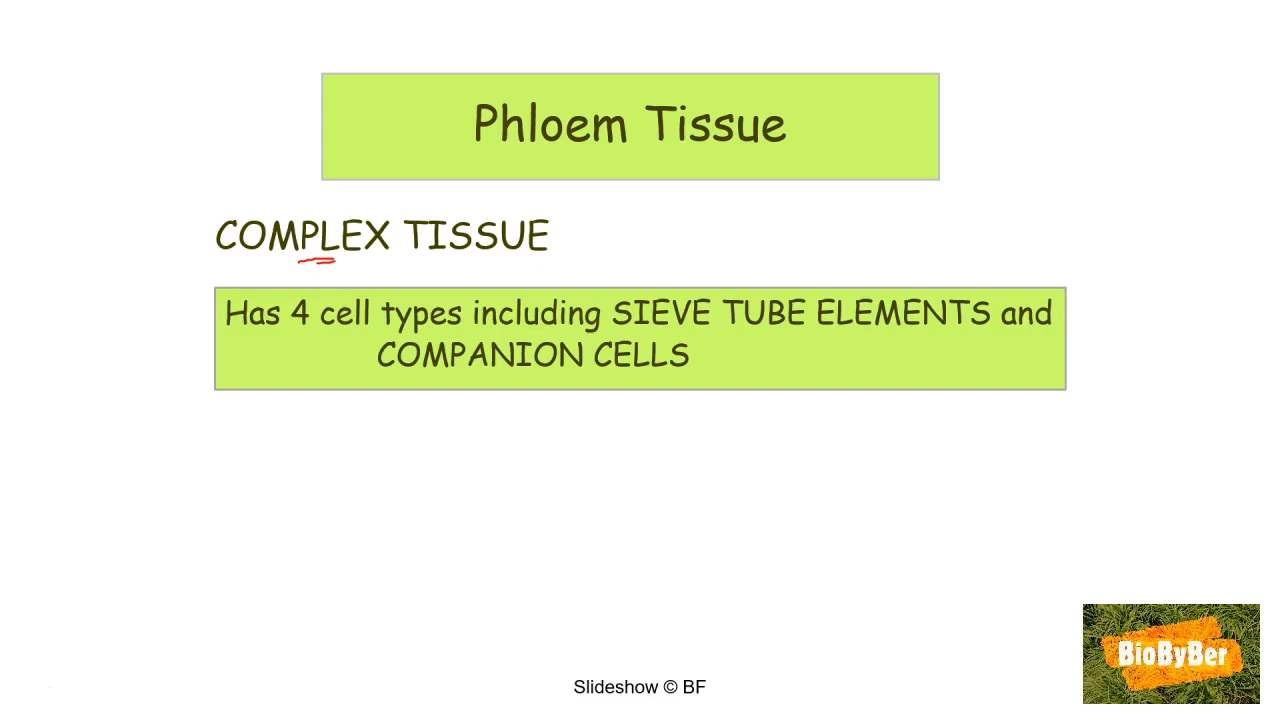 Phloem Tissue
COMPLEX TISSUE
Has 4 cell types including SIEVE TUBE ELEMENTS and
COMPANION CELLS
BioByBer
Slideshow © BF